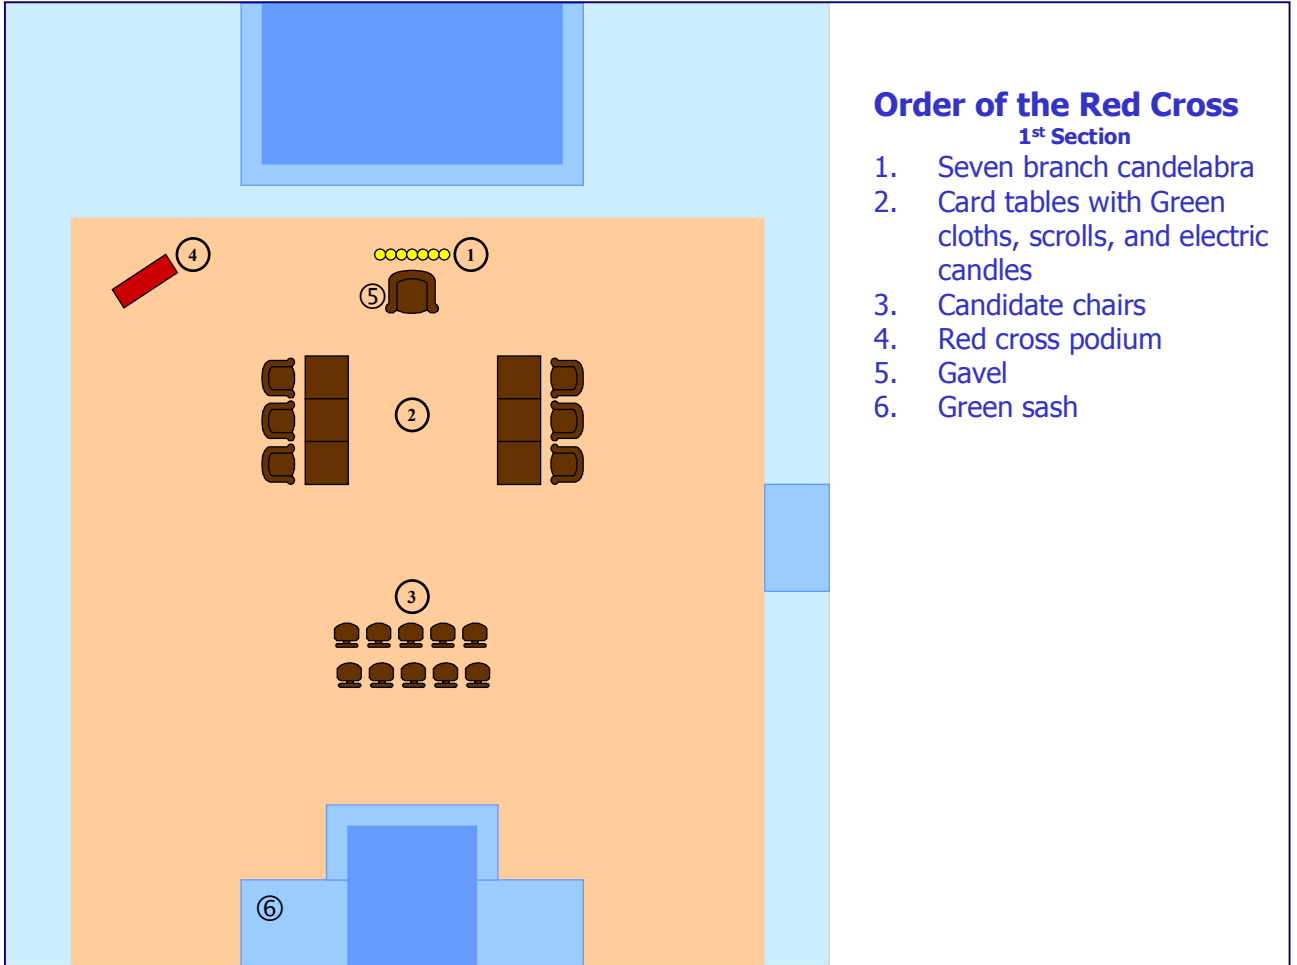 Order of the Red Cross
1st Section
1. Seven branch candelabra
2. Card tables with Green
cloths, scrolls, and electric
candles
3. Candidate chairs
4. Red cross podium
5. Gavel
6. Green sash
4
1
⑤
2
3
⑥